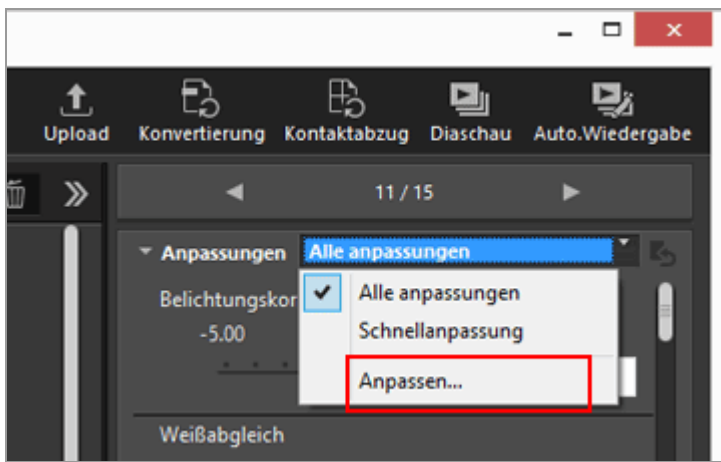 Upload Konvertierung Kontaktabzug Diaschau Auto.Wiedergabe
11 / 15
Anpassungen Alle anpassungen
Belichtungskor
Alle anpassungen
-5.00
Schnellanpassung
Anpassen...
Weißabgleich